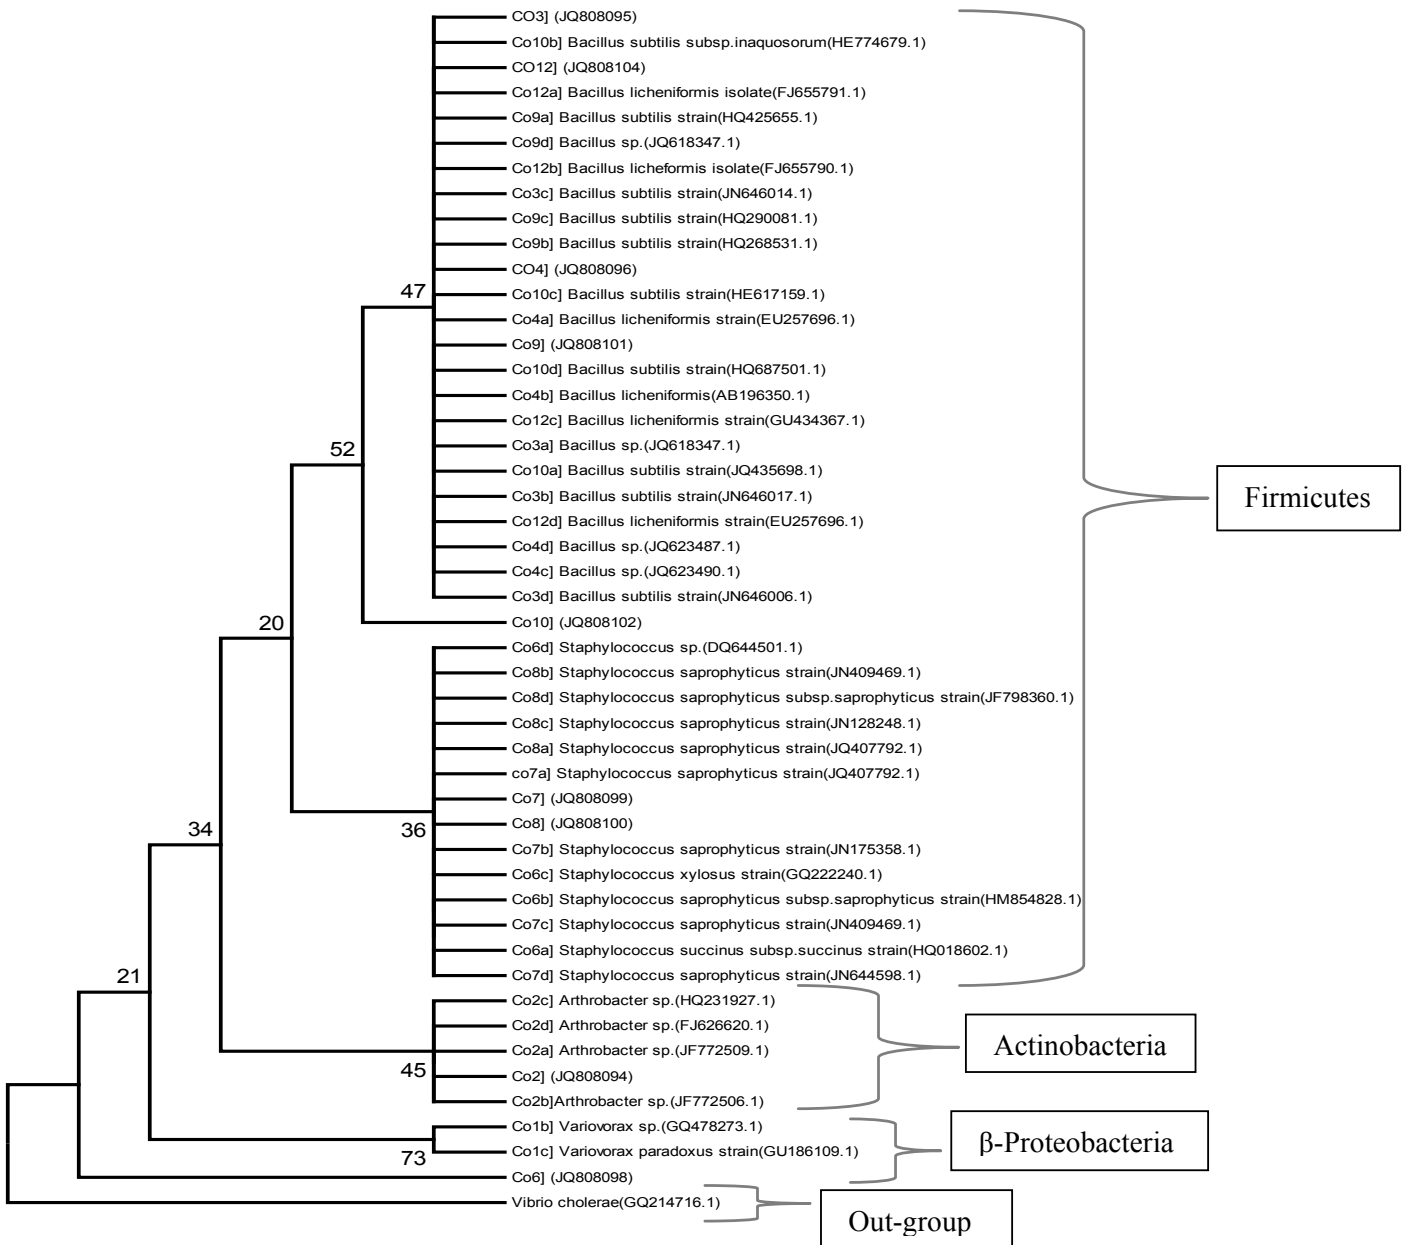 CO3] (JQ808095)
Co10b] Bacillus subtilis subsp.inaquosorum(HE774679.1)
CO12] (JQ808104)
Co12a] Bacillus licheniformis isolate(FJ655791.1)
Co9a] Bacillus subtilis strain(HQ425655.1)
Co9d] Bacillus sp.(JQ618347.1)
Co12b] Bacillus licheformis isolate(FJ655790.1)
Co3c] Bacillus subtilis strain(JN646014.1)
Co9c] Bacillus subtilis strain(HQ290081.1)
Co9b] Bacillus subtilis strain(HQ268531.1)
CO4] (JQ808096)
47
Co10c] Bacillus subtilis strain(HE617159.1)
Co4a] Bacillus licheniformis strain(EU257696.1)
Co9] (JQ808101)
Co10d] Bacillus subtilis strain(HQ687501.1)
Co4b] Bacillus licheniformis(AB196350.1)
Co12c] Bacillus licheniformis strain(GU434367.1)
52
Co3a] Bacillus sp.(JQ618347.1)
Co10a] Bacillus subtilis strain(JQ435698.1)
Co3b] Bacillus subtilis strain(JN646017.1)
Firmicutes
Co12d] Bacillus licheniformis strain(EU257696.1)
Co4d] Bacillus sp.(JQ623487.1)
Co4c] Bacillus sp.(JQ623490.1)
Co3d] Bacillus subtilis strain(JN646006.1)
20
Co10] (JQ808102)
Co6d] Staphylococcus sp.(DQ644501.1)
Co8b] Staphylococcus saprophyticus strain(JN409469.1)
Co8d] Staphylococcus saprophyticus subsp.saprophyticus strain(JF798360.1)
Co8c] Staphylococcus saprophyticus strain(JN128248.1)
Co8a] Staphylococcus saprophyticus strain(JQ407792.1)
co7a] Staphylococcus saprophyticus strain(JQ407792.1)
Co7] (JQ808099)
34
36
Co8] (JQ808100)
Co7b] Staphylococcus saprophyticus strain(JN175358.1)
Co6c] Staphylococcus xylosus strain(GQ222240.1)
Co6b] Staphylococcus saprophyticus subsp.saprophyticus strain(HM854828.1)
Co7c] Staphylococcus saprophyticus strain(JN409469.1)
Co6a] Staphylococcus succinus subsp.succinus strain(HQ018602.1)
21
Co7d] Staphylococcus saprophyticus strain(JN644598.1)
Co2c] Arthrobacter sp.(HQ231927.1)
Co2d] Arthrobacter sp.(FJ626620.1)
Co2a] Arthrobacter sp.(JF772509.1)
Actinobacteria
45
Co2] (JQ808094)
Co2b]Arthrobacter sp.(JF772506.1)
Co1b] Variovorax sp.(GQ478273.1)
β-Proteobacteria
73
Co1c] Variovorax paradoxus strain(GU186109.1)
Co6] (JQ808098)
Vibrio cholerae(GQ214716.1)
Out-group